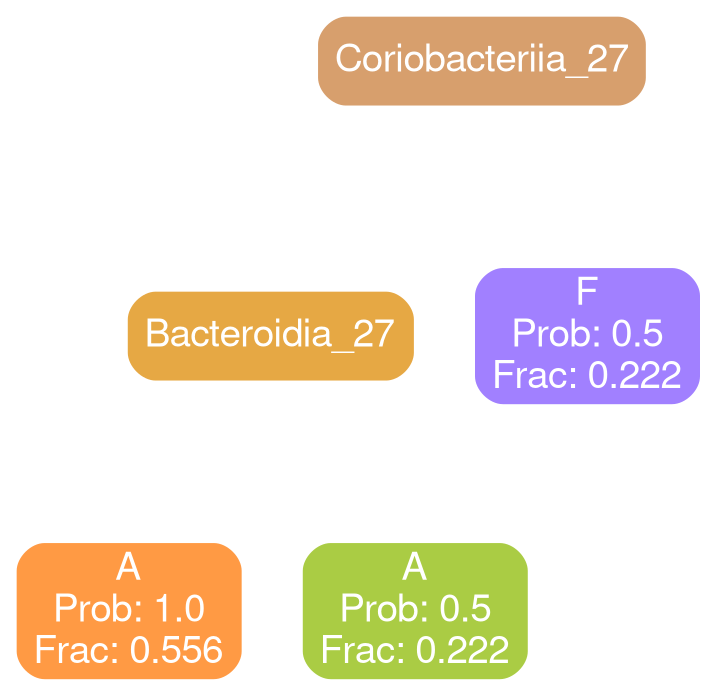 Coriobacteriia_27
Bacteroidia_27
F
Prob: 0.5
Frac: 0.222
A
Prob: 1.0
Frac: 0.556
A
Prob: 0.5
Frac: 0.222